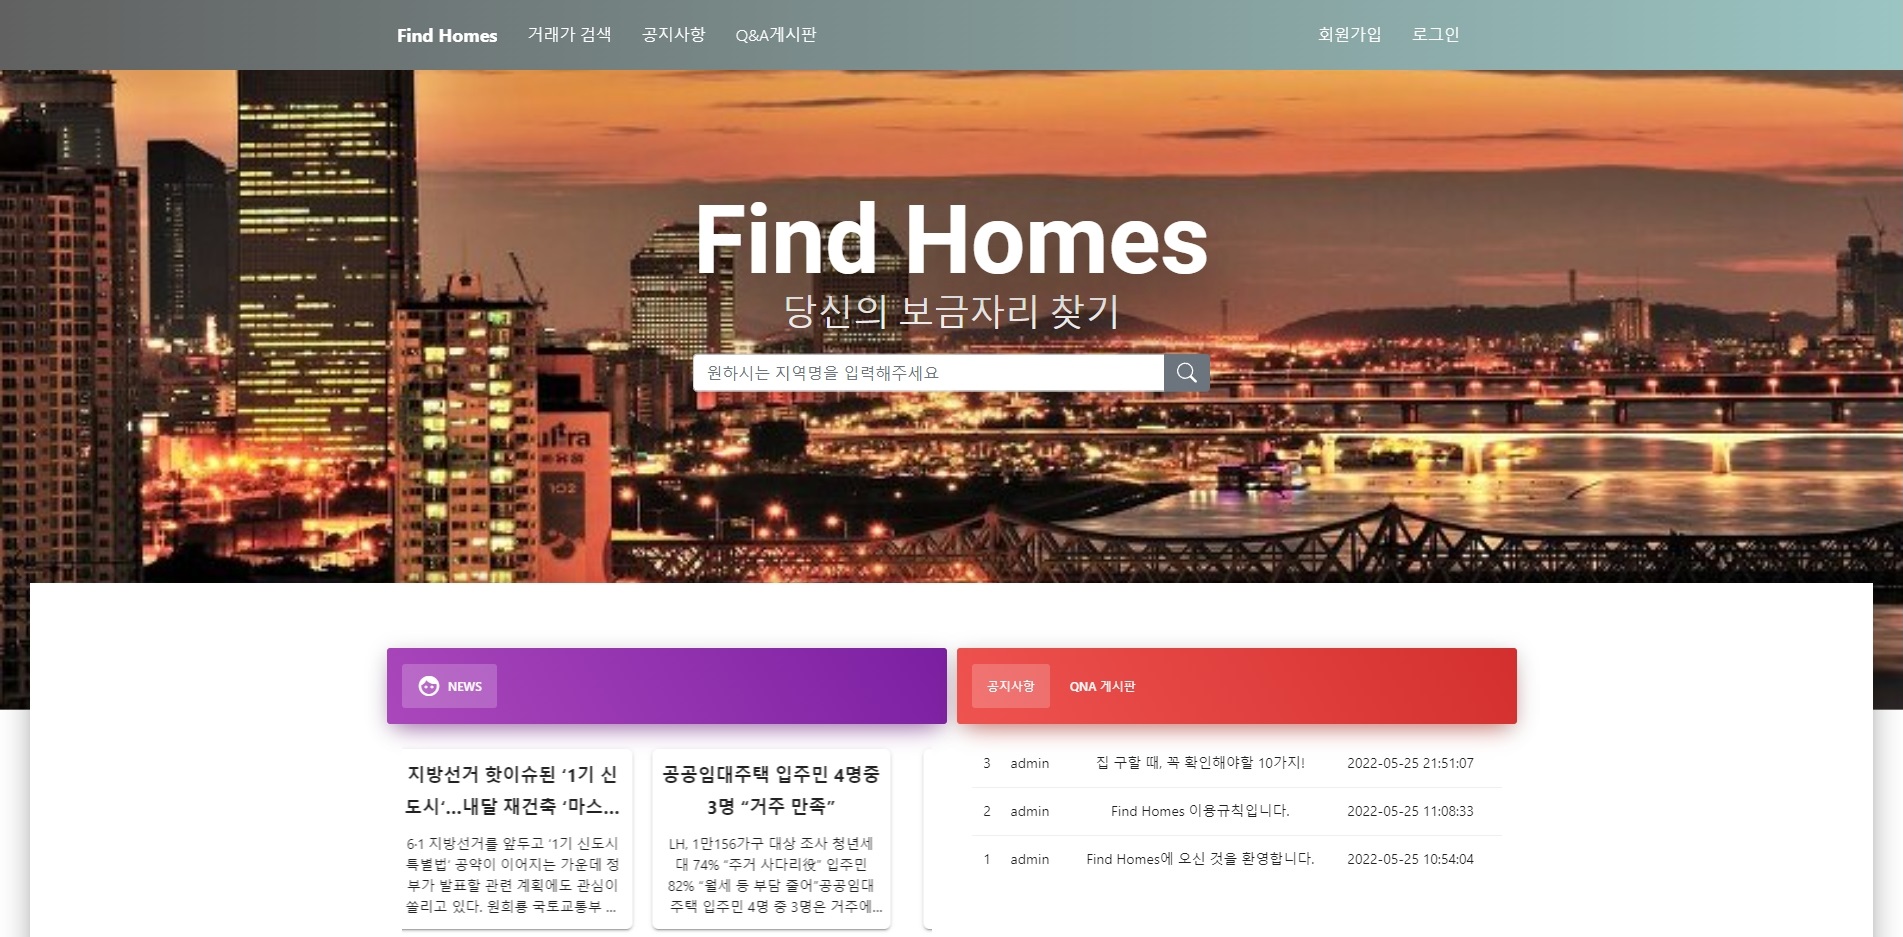 Find Homes 거래가 검색 공지사항 Q&A게시판 회원가입 로그인
Find Homes
당신의 보금자리 찾기
원하시는 지역명을 입력해주세요
102
NEWS
공지사항 QNA 게시판
지방선거 핫이슈된 ‘1기 신
도시’…내달 재건축 ‘마스...
6·1 지방선거를 앞두고 '1기 신도시
특별법' 공약이 이어지는 가운데 정
부가 발표할 관련 계획에도 관심이
쏠리고 있다. 원희룡 국토교통부 ...
공공임대주택 입주민 4명중
3명 “거주 만족”
LH, 1만156가구 대상 조사 청년세
대 74% “주거 사다리役” 입주민
82% “월세 등 부담 줄어”공공임대
주택 입주민 4명 중 3명은 거주에...
3 admin 집 구할 때, 꼭 확인해야할 10가지! 2022-05-25 21:51:07
2 admin Find Homes 이용규칙입니다. 2022-05-25 11:08:33
1 admin Find Homes에 오신 것을 환영합니다. 2022-05-25 10:54:04